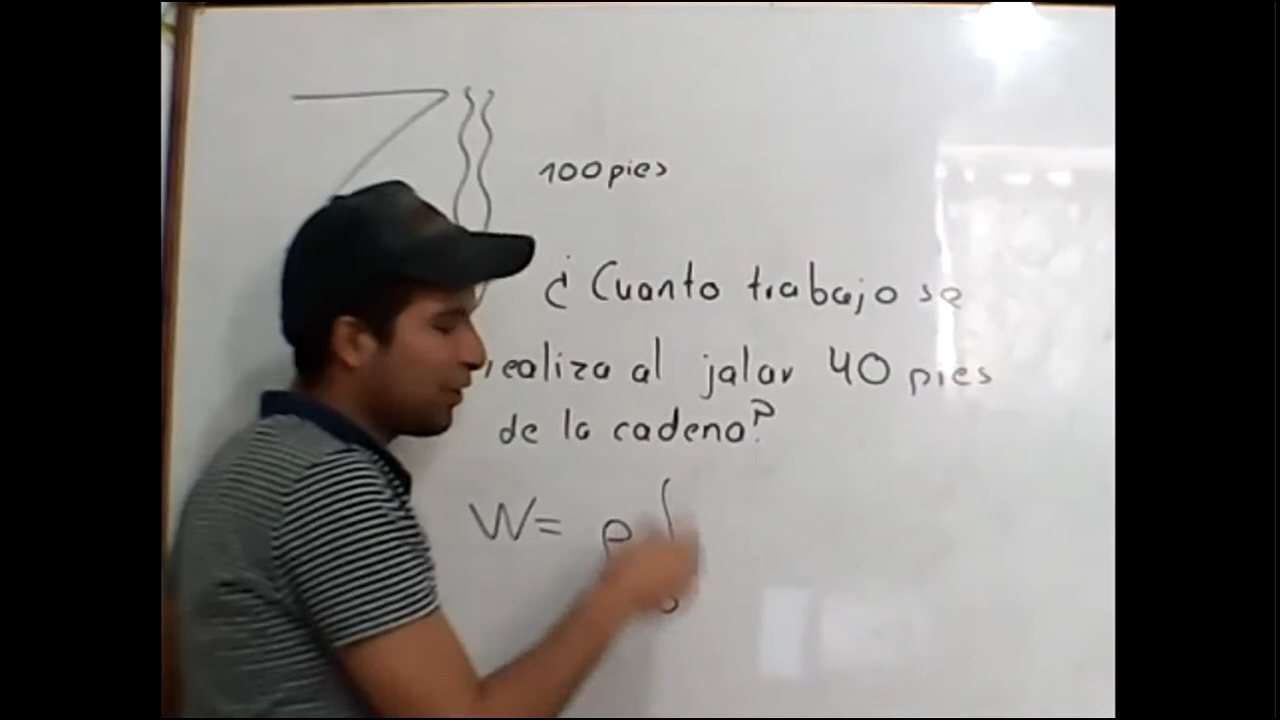 100 pies
¿Cuanto trabajo se
realiza al jalar 40 pies
de la cadena?
W= ρ ∫